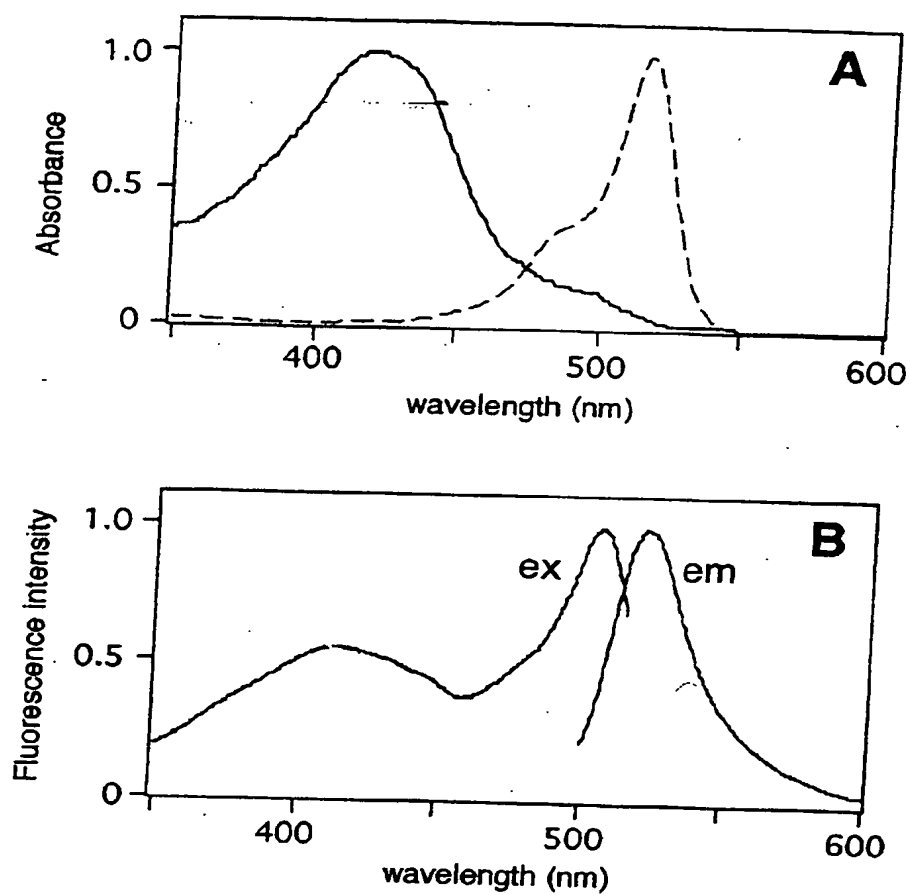 A
1.0
0.5
0
Absorbance
400
500
600
wavelength (nm)
B
1.0
0.5
0
Fluorescence intensity
ex
em
400
500
600
wavelength (nm)